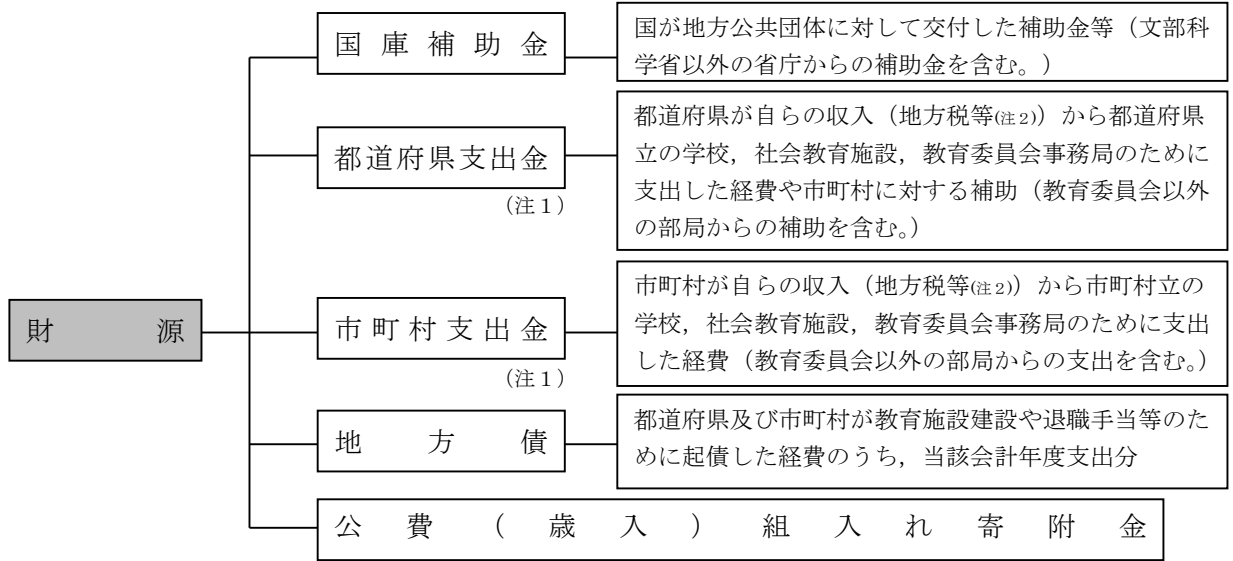 国庫補助金
国が地方公共団体に対して交付した補助金等（文部科
学省以外の省庁からの補助金を含む。）
都道府県支出金
（注１）
都道府県が自らの収入（地方税等(注2)）から都道府県
立の学校，社会教育施設，教育委員会事務局のために
支出した経費や市町村に対する補助（教育委員会以外
の部局からの補助を含む。）
財源
市町村支出金
（注１）
市町村が自らの収入（地方税等(注2)）から市町村立の
学校，社会教育施設，教育委員会事務局のために支出
した経費（教育委員会以外の部局からの支出を含む。）
地方債
都道府県及び市町村が教育施設建設や退職手当等のた
めに起債した経費のうち，当該会計年度支出分
公費（歳入）組入れ寄附金